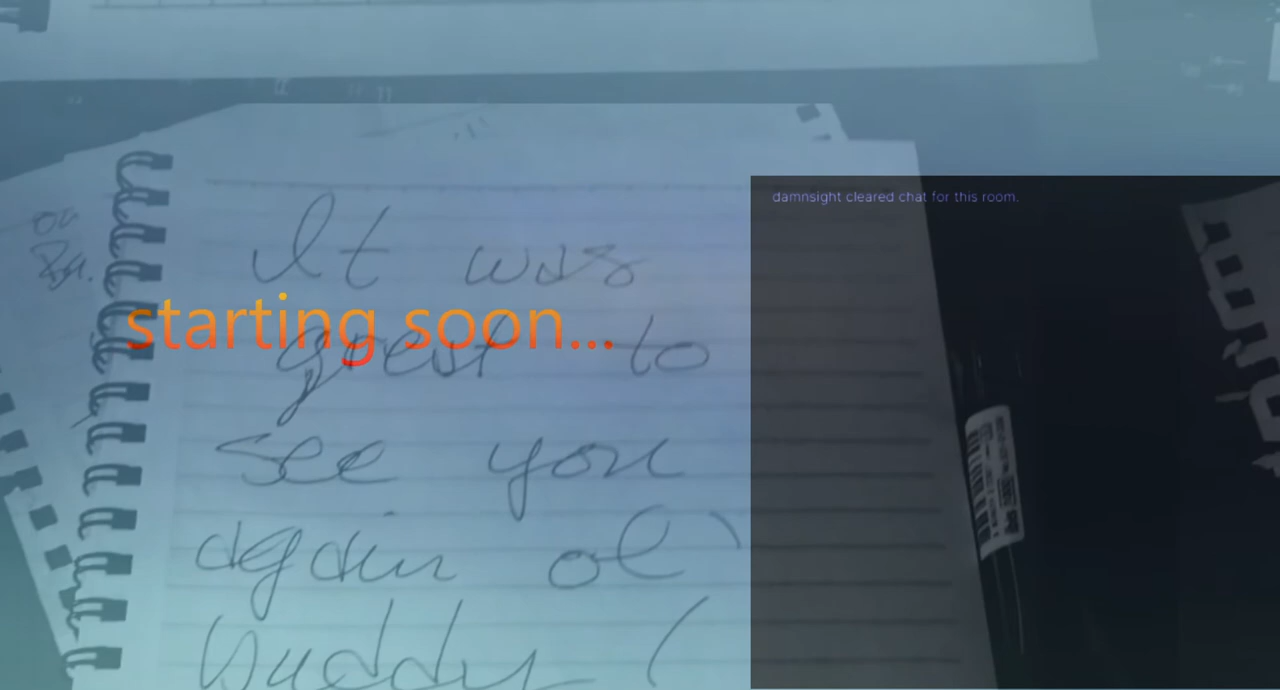 damnsight cleared chat for this room.
It was
starting soon...
great to
see you
again ol'
buddy (